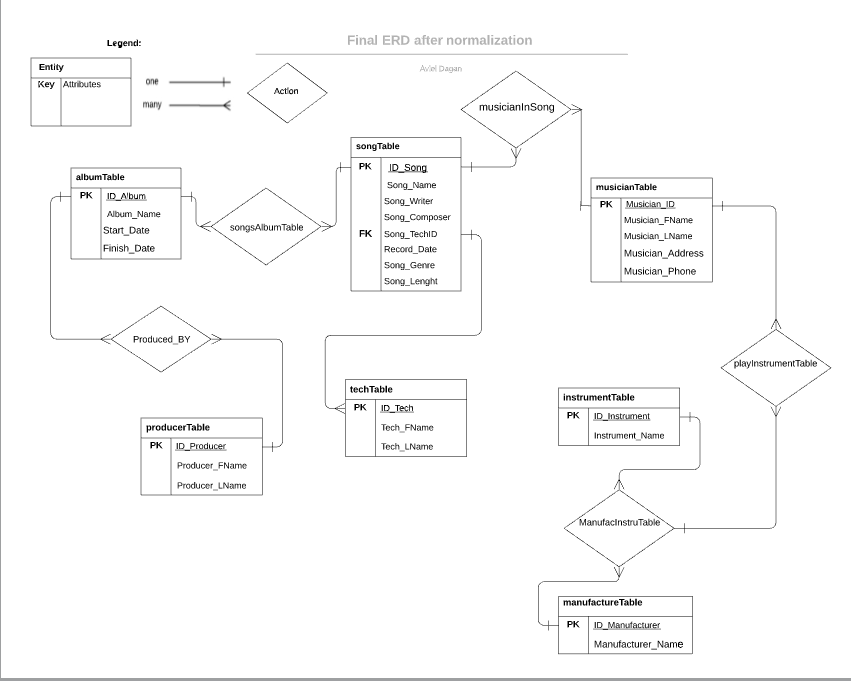 Final ERD after normalization
Aviel Dagan
Legend:
Entity
Key Attributes
one
many
Action
musicianInSong
songTable
PK ID_Song
Song_Name
Song_Writer
Song_Composer
FK Song_TechID
Record_Date
Song_Genre
Song_Lenght
albumTable
PK ID_Album
Album_Name
Start_Date
Finish_Date
songsAlbumTable
musicianTable
PK Musician_ID
Musician_FName
Musician_LName
Musician_Address
Musician_Phone
Produced_BY
playInstrumentTable
techTable
PK ID_Tech
Tech_FName
Tech_LName
instrumentTable
PK ID_Instrument
Instrument_Name
producerTable
PK ID_Producer
Producer_FName
Producer_LName
ManufacInstruTable
manufactureTable
PK ID_Manufacturer
Manufacturer_Name